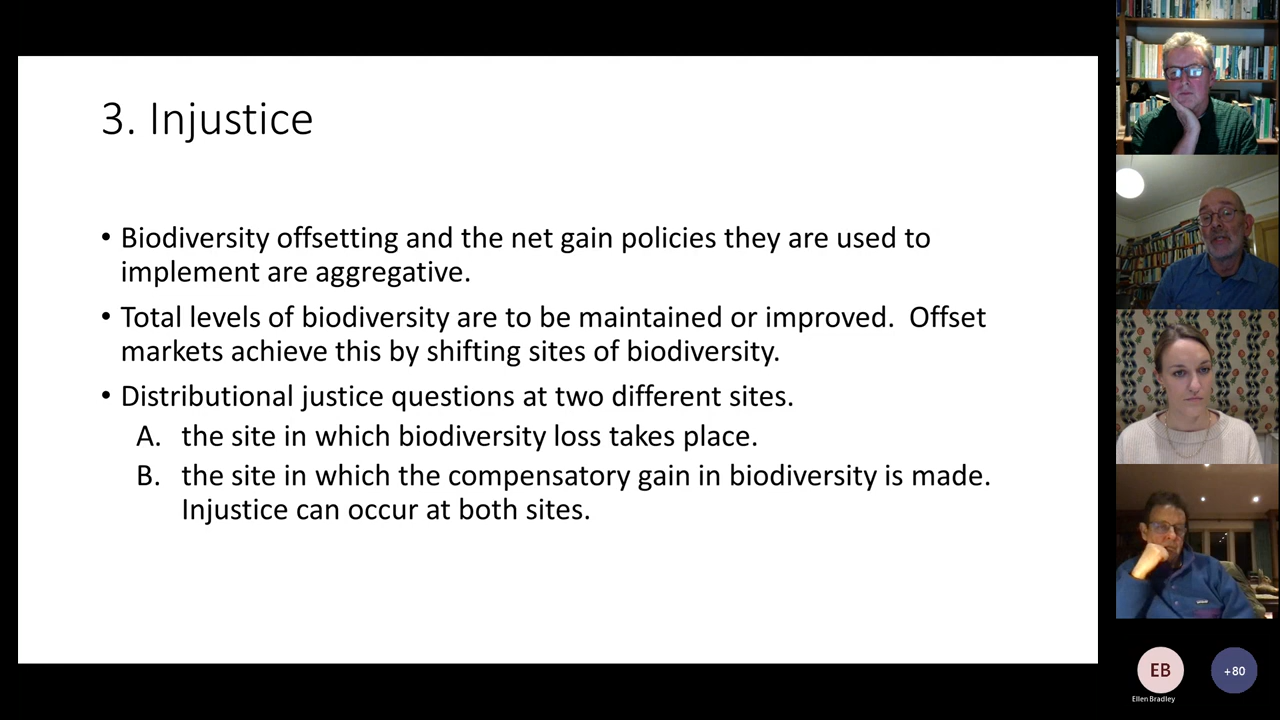 3. Injustice
• Biodiversity offsetting and the net gain policies they are used to
implement are aggregative.
• Total levels of biodiversity are to be maintained or improved.  Offset
markets achieve this by shifting sites of biodiversity.
• Distributional justice questions at two different sites.
A. the site in which biodiversity loss takes place.
B. the site in which the compensatory gain in biodiversity is made.
Injustice can occur at both sites.
EB
+80
Ellen Bradley